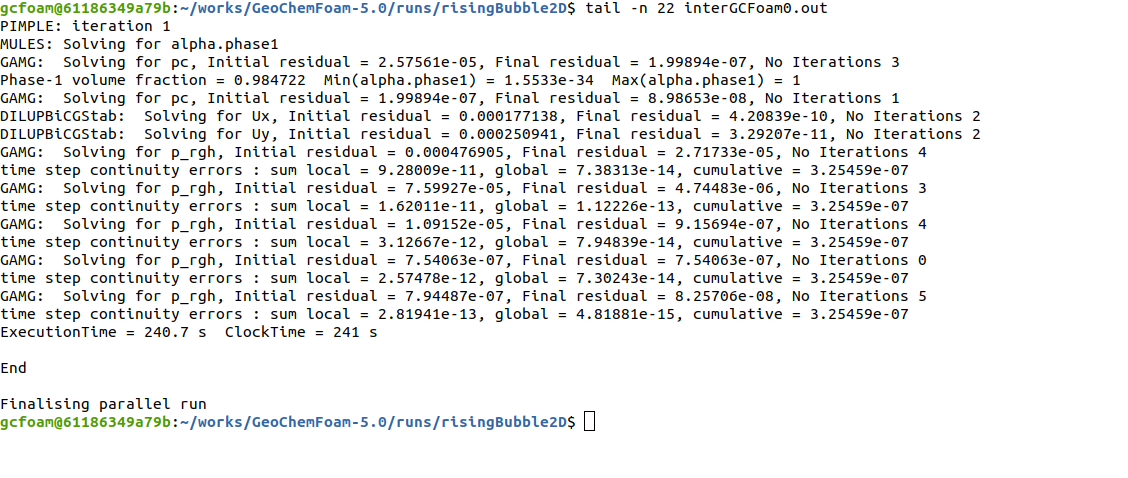 gcfoam@61186349a79b:~/works/GeoChemFoam-5.0/runs/risingBubble2D$ tail -n 22 interGCFoam0.out
PIMPLE: iteration 1
MULES: Solving for alpha.phase1
GAMG:  Solving for pc, Initial residual = 2.57561e-05, Final residual = 1.99894e-07, No Iterations 3
Phase-1 volume fraction = 0.984722  Min(alpha.phase1) = 1.5533e-34  Max(alpha.phase1) = 1
GAMG:  Solving for pc, Initial residual = 1.99894e-07, Final residual = 8.98653e-08, No Iterations 1
DILUPBiCGStab:  Solving for Ux, Initial residual = 0.000177138, Final residual = 4.20839e-10, No Iterations 2
DILUPBiCGStab:  Solving for Uy, Initial residual = 0.000250941, Final residual = 3.29207e-11, No Iterations 2
GAMG:  Solving for p_rgh, Initial residual = 0.000476905, Final residual = 2.71733e-05, No Iterations 4
time step continuity errors : sum local = 9.28009e-11, global = 7.38313e-14, cumulative = 3.25459e-07
GAMG:  Solving for p_rgh, Initial residual = 7.59927e-05, Final residual = 4.74483e-06, No Iterations 3
time step continuity errors : sum local = 1.62011e-11, global = 1.12226e-13, cumulative = 3.25459e-07
GAMG:  Solving for p_rgh, Initial residual = 1.09152e-05, Final residual = 9.15694e-07, No Iterations 4
time step continuity errors : sum local = 3.12667e-12, global = 7.94839e-14, cumulative = 3.25459e-07
GAMG:  Solving for p_rgh, Initial residual = 7.54063e-07, Final residual = 7.54063e-07, No Iterations 0
time step continuity errors : sum local = 2.57478e-12, global = 7.30243e-14, cumulative = 3.25459e-07
GAMG:  Solving for p_rgh, Initial residual = 7.94487e-07, Final residual = 8.25706e-08, No Iterations 5
time step continuity errors : sum local = 2.81941e-13, global = 4.81881e-15, cumulative = 3.25459e-07
ExecutionTime = 240.7 s  ClockTime = 241 s
End
Finalising parallel run
gcfoam@61186349a79b:~/works/GeoChemFoam-5.0/runs/risingBubble2D$